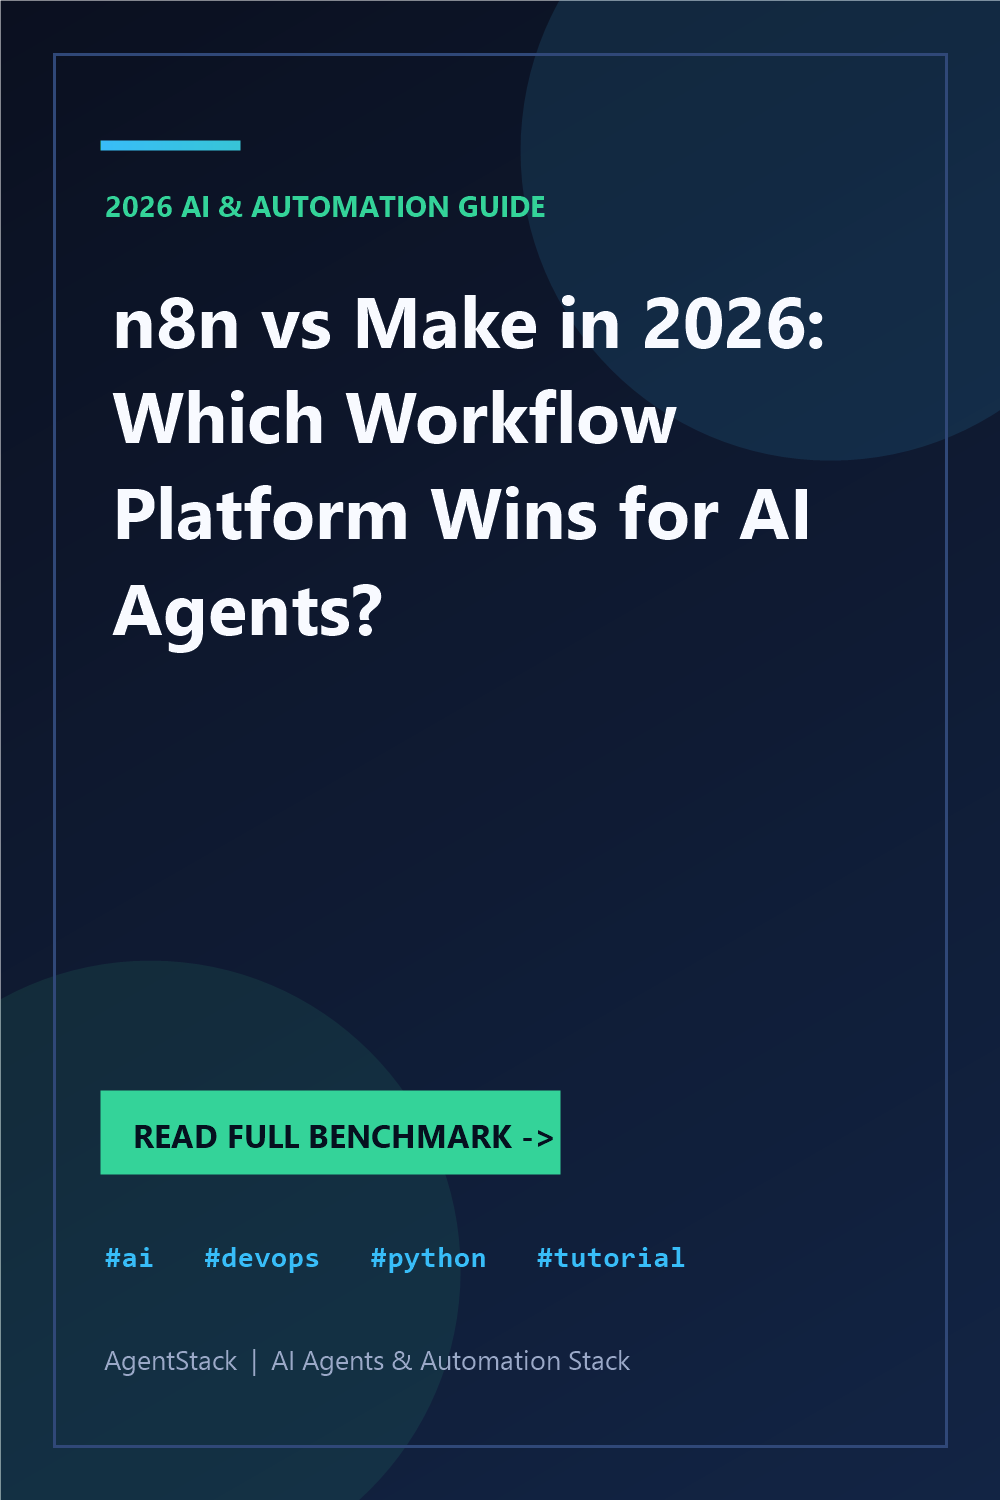 2026 AI & AUTOMATION GUIDE
n8n vs Make in 2026:
Which Workflow
Platform Wins for AI
Agents?
READ FULL BENCHMARK ->
#ai #devops #python #tutorial
AgentStack | AI Agents & Automation Stack